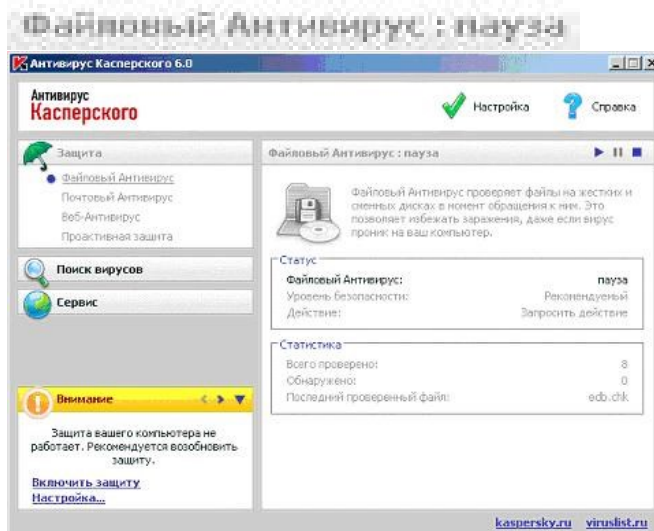 Файловый Антивирус : пауза
Антивирус Касперского 6.0
Антивирус
Касперского
Настройка
Справка
Защита
Файловый Антивирус
Почтовый Антивирус
Веб-Антивирус
Проактивная защита
Поиск вирусов
Сервис
Внимание
Защита вашего компьютера не
работает. Рекомендуется возобновить
защиту.
Включить защиту
Настройка...
Файловый Антивирус : пауза
Файловый Антивирус проверяет файлы на жестких и
сменных дисках в момент обращения к ним. Это
позволяет избежать заражения, даже если вирус
проник на ваш компьютер.
Статус
Файловый Антивирус: пауза
Уровень безопасности: Рекомендуемый
Действие: Запросить действие
Статистика
Всего проверено: 8
Обнаружено: 0
Последний проверенный файл: edb.chk
kaspersky.ru viruslist.ru